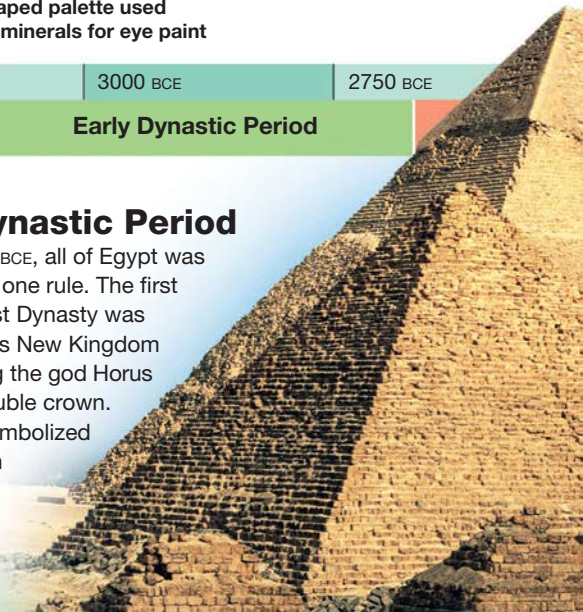 aped palette used
minerals for eye paint
3000 BCE
2750 BCE
Early Dynastic Period
ynastic Period
BCE, all of Egypt was
one rule. The first
st Dynasty was
s New Kingdom
g the god Horus
uble crown.
mbolized